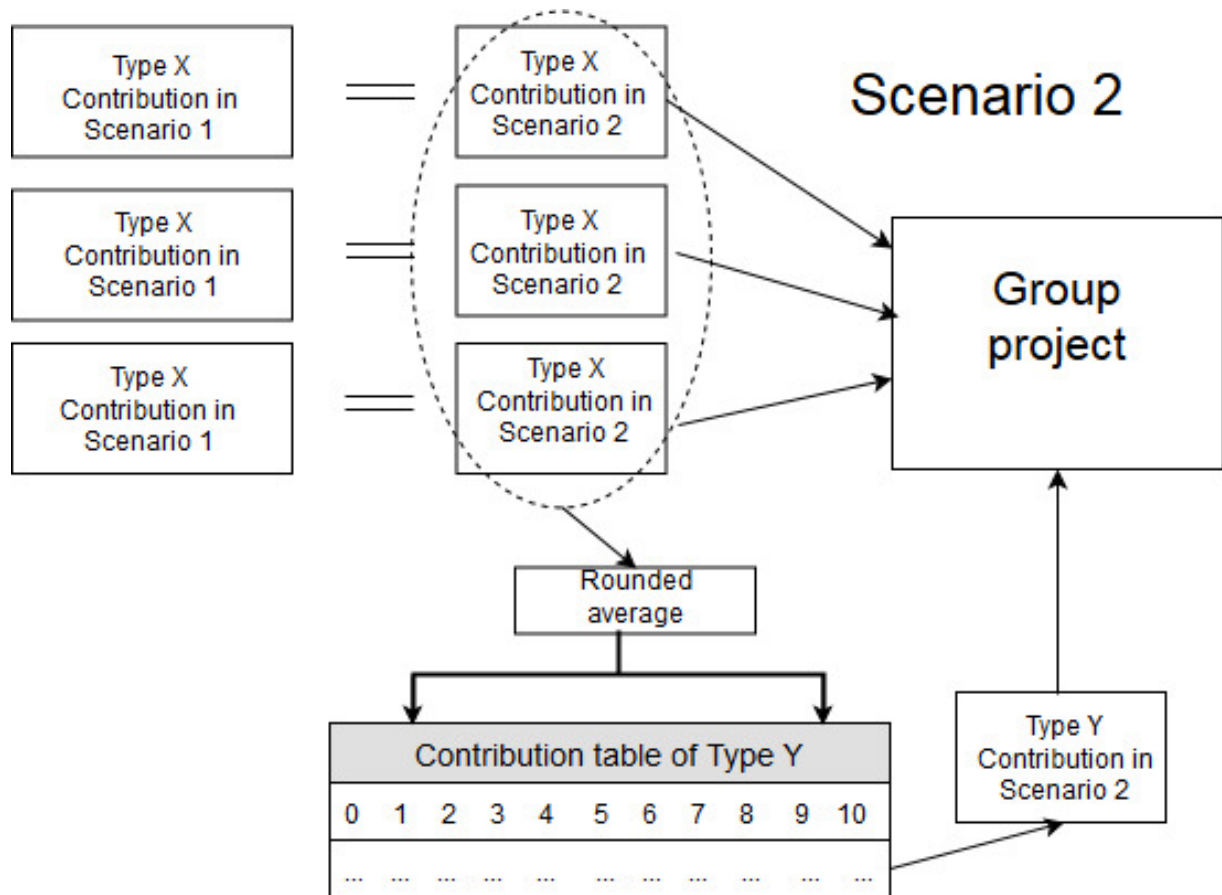 Type X
Contribution in
Scenario 1
Type X
Contribution in
Scenario 2
Scenario 2
Type X
Contribution in
Scenario 1
Type X
Contribution in
Scenario 2
Group
project
Type X
Contribution in
Scenario 1
Type X
Contribution in
Scenario 2
Rounded
average
Contribution table of Type Y
0 1 2 3 4 5 6 7 8 9 10
... ... ... ... ... ... ... ... ... ... ...
Type Y
Contribution in
Scenario 2